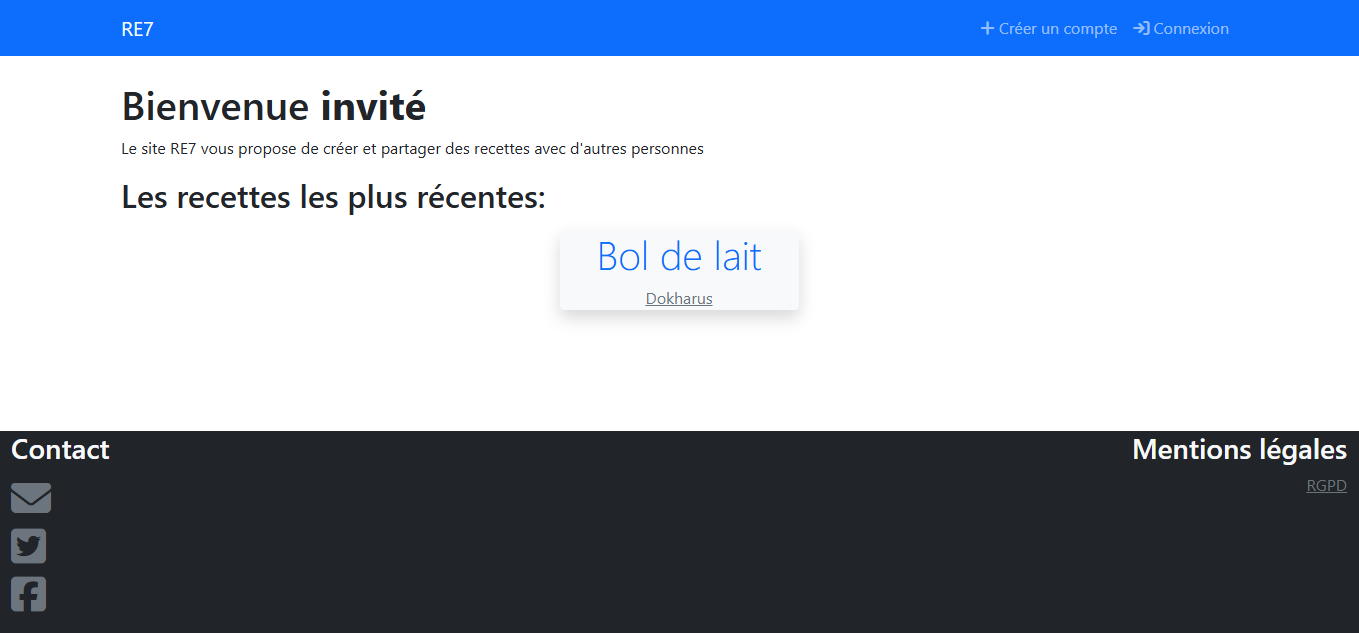 RE7
Créer un compte
Connexion
Bienvenue invité
Le site RE7 vous propose de créer et partager des recettes avec d'autres personnes
Les recettes les plus récentes:
Bol de lait
Dokharus
Contact
Mentions légales
RGPD